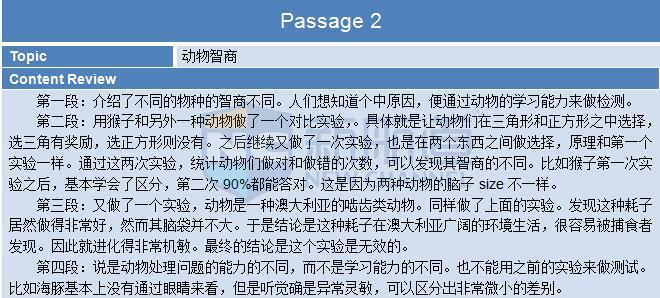 Passage 2
Topic 动物智商
Content Review
第一段：介绍了不同的物种的智商不同。人们想知道个中原因，便通过动物的学习能力来做检测。
第二段：用猴子和另外一种动物做了一个对比实验。。具体就是让动物们在三角形和正方形之中选择，
选三角有奖励，选正方形则没有。之后继续又做了一次实验，也是在两个东西之间做选择，原理和第一个
实验一样。通过这两次实验，统计动物们做对和做错的次数。可以发现其智商的不同。比如猴子第一次实
验之后，基本学会了区分，第二次 90%都能答对。这是因为两种动物的脑子 size 不一样。
第三段：又做了一个实验，动物是一种澳大利亚的啮齿类动物。同样做了上面的实验。发现这种耗子
居然做得非常好，然而其脑袋并不大。于是结论是这种耗子在澳大利亚广阔的环境生活，很容易被捕食者
发现。因此就进化得非常机敏。最终的结论是这个实验是无效的。
第四段：说是动物处理问题的能力的不同，而不是学习能力的不同。也不能用之前的实验来做测试。
比如海豚基本上没有通过眼睛来看，但是听觉确是异常灵敏，可以区分出非常微小的差别。